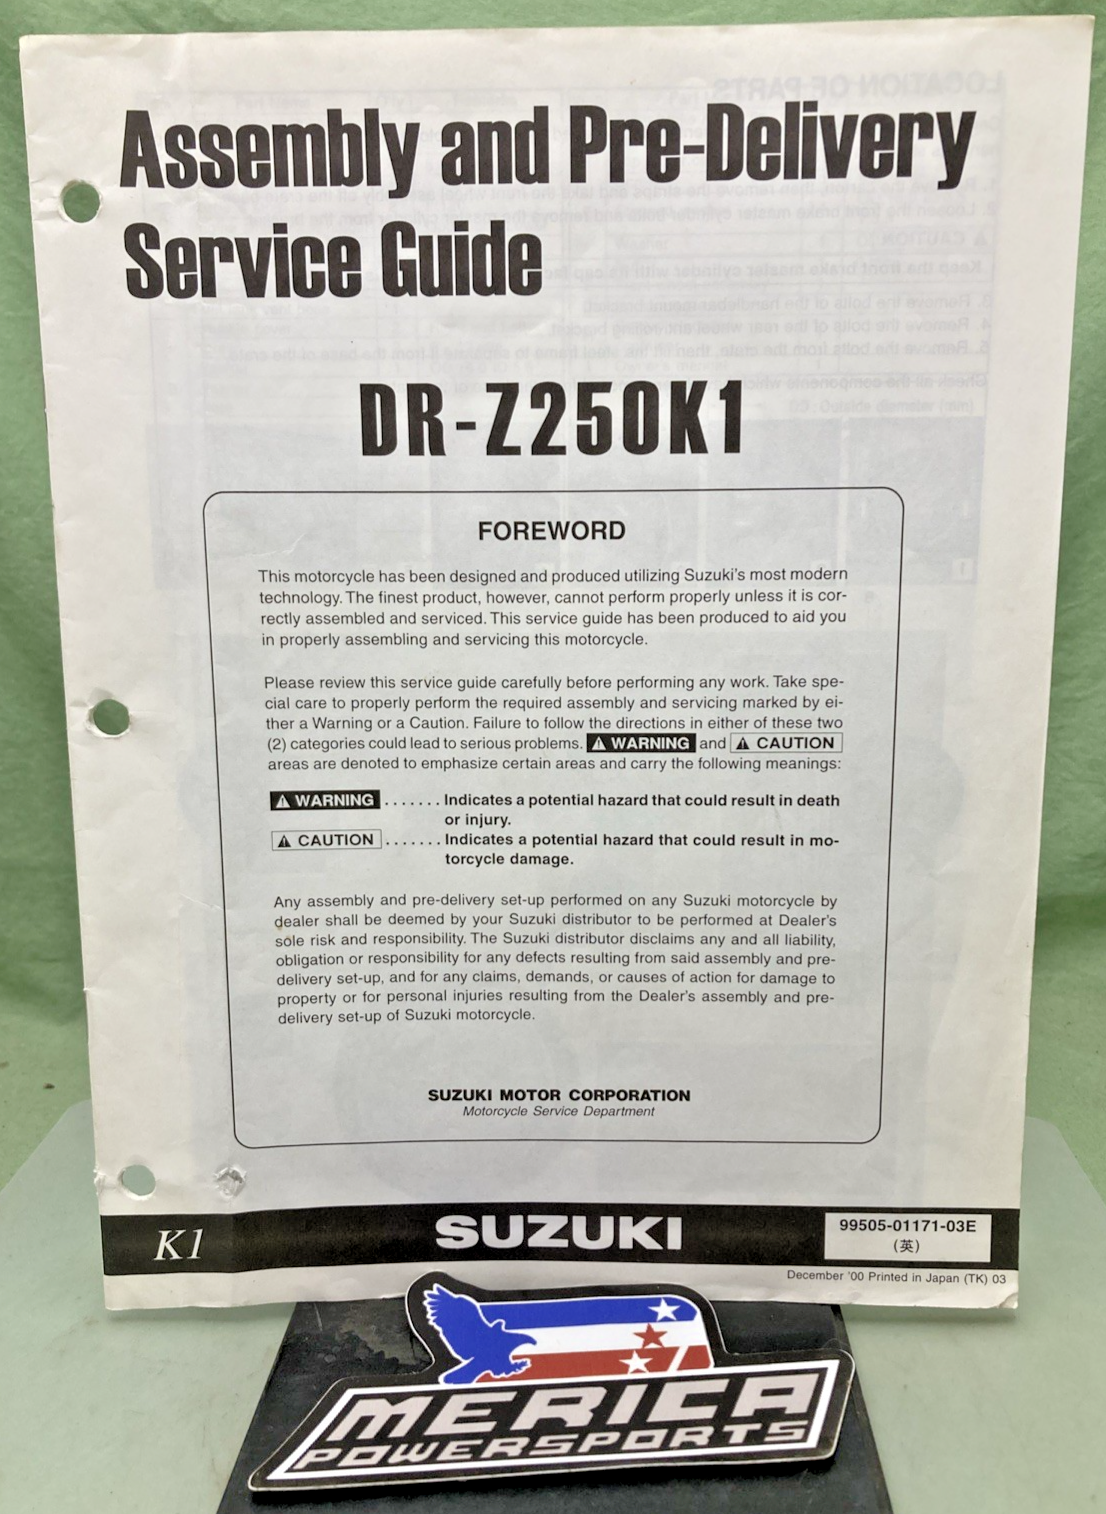 Assembly and Pre-Delivery
Service Guide
DR-Z250K1
FOREWORD
This motorcycle has been designed and produced utilizing Suzuki's most modern
technology. The finest product, however, cannot perform properly unless it is cor-
rectly assembled and serviced. This service guide has been produced to aid you
in properly assembling and servicing this motorcycle.
Please review this service guide carefully before performing any work. Take spe-
cial care to properly perform the required assembly and servicing marked by ei-
ther a Warning or a Caution. Failure to follow the directions in either of these two
(2) categories could lead to serious problems. ⚠ WARNING and ⚠ CAUTION
areas are denoted to emphasize certain areas and carry the following meanings:
⚠ WARNING ....... Indicates a potential hazard that could result in death
or injury.
⚠ CAUTION ....... Indicates a potential hazard that could result in mo-
torcycle damage.
Any assembly and pre-delivery set-up performed on any Suzuki motorcycle by
dealer shall be deemed by your Suzuki distributor to be performed at Dealer's
sole risk and responsibility. The Suzuki distributor disclaims any and all liability,
obligation or responsibility for any defects resulting from said assembly and pre-
delivery set-up, and for any claims, demands, or causes of action for damage to
property or for personal injuries resulting from the Dealer's assembly and pre-
delivery set-up of Suzuki motorcycle.
SUZUKI MOTOR CORPORATION
Motorcycle Service Department
K1
SUZUKI
99505-01171-03E
(英)
December '00 Printed in Japan (TK) 03
MERICA
POWERSPORTS